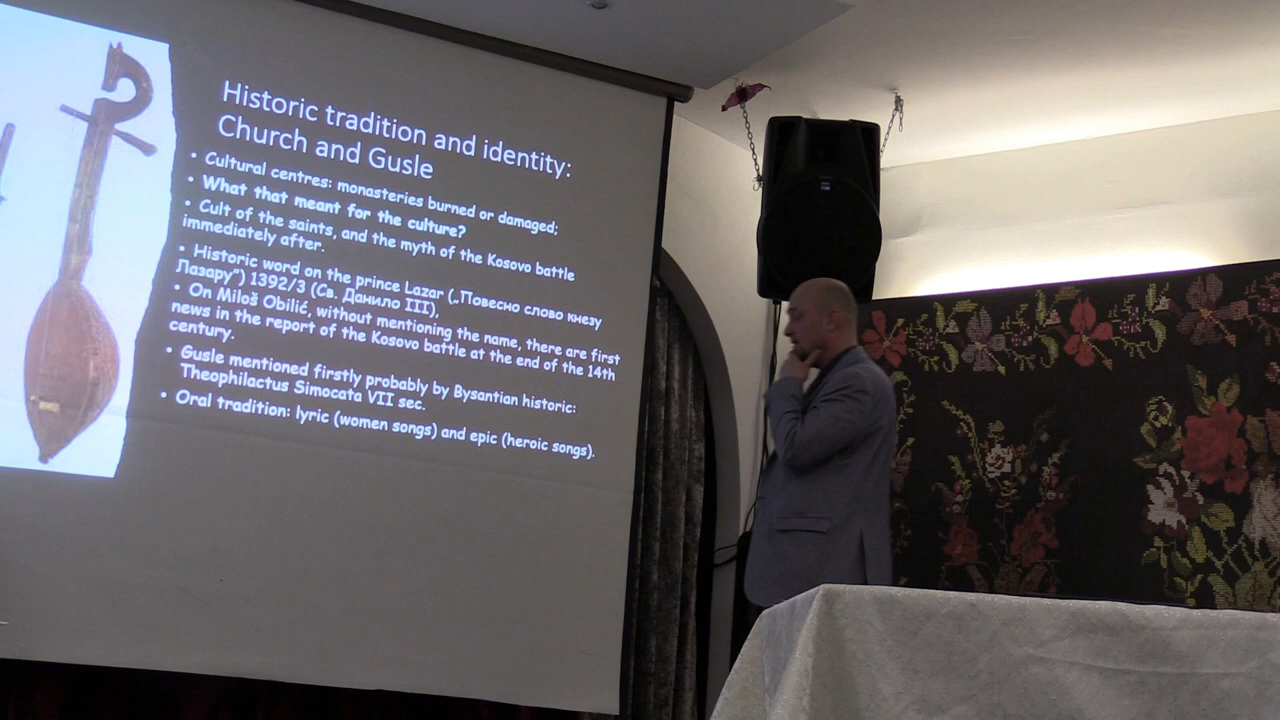 Historic tradition and identity:
Church and Gusle
• Cultural centres: monasteries burned or damaged;
• What that meant for the culture?
• Cult of the saints, and the myth of the Kosovo battle
immediately after.
• Historic word on the prince Lazar („Повесно слово кнезу
Лазару”) 1392/3 (Св. Данило III),
• On Miloš Obilić, without mentioning the name, there are first
news in the report of the Kosovo battle at the end of the 14th
century.
• Gusle mentioned firstly probably by Bysantian historic:
Theophilactus Simocata VII sec.
• Oral tradition: lyric (women songs) and epic (heroic songs).